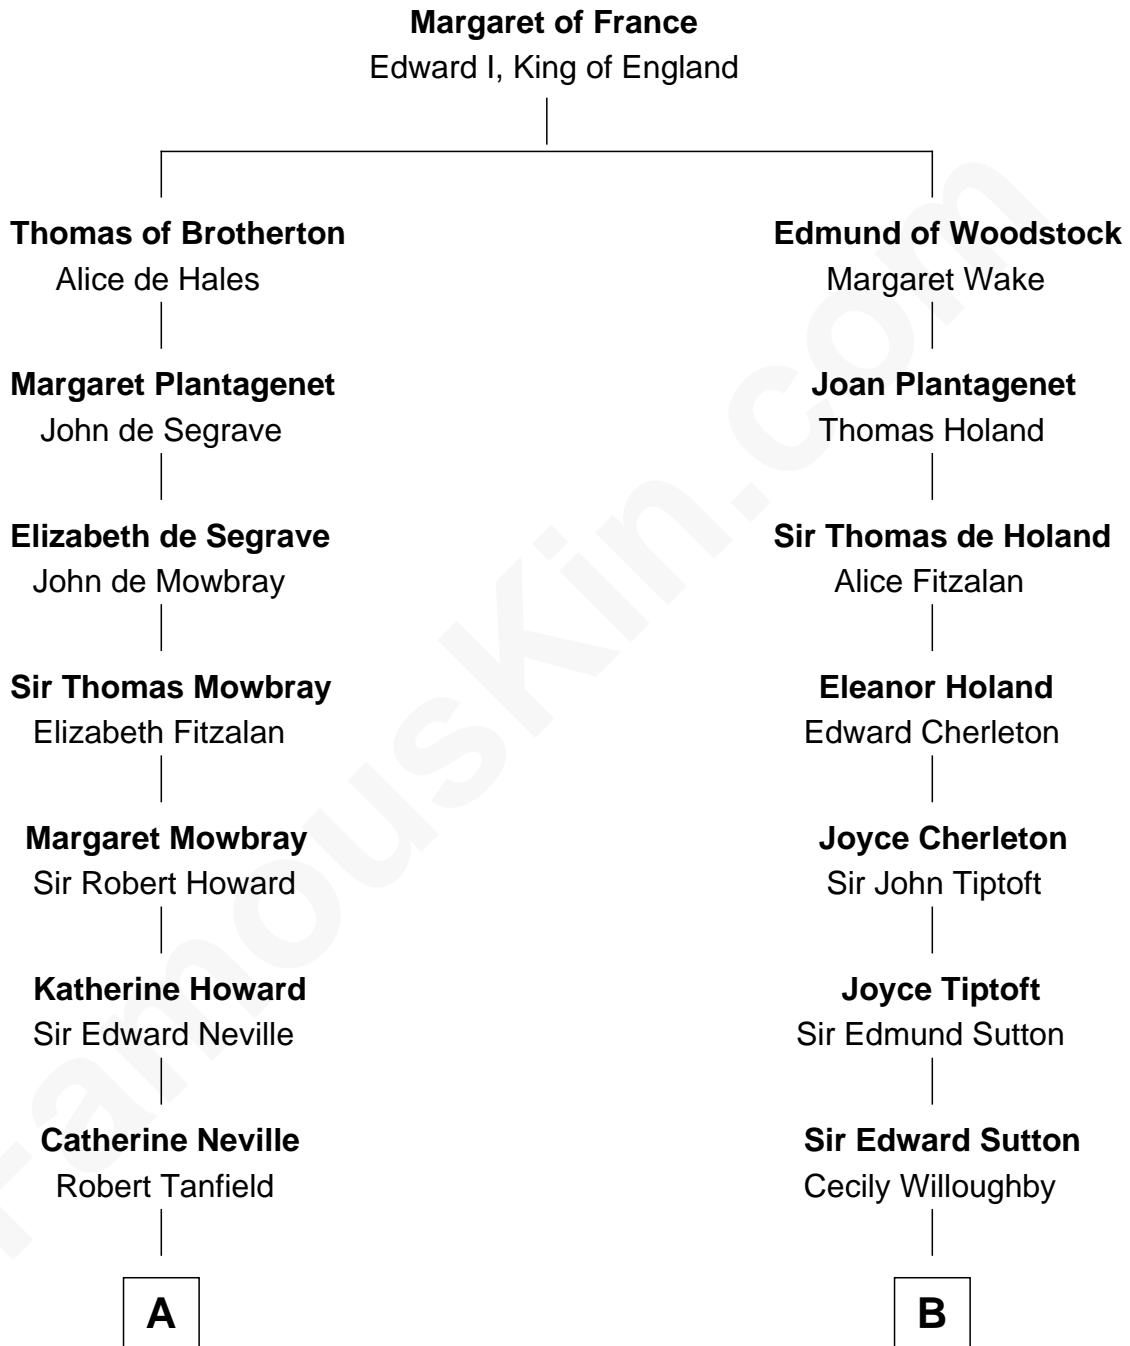 Margaret of France
Edward I, King of England
Thomas of Brotherton
Alice de Hales
Edmund of Woodstock
Margaret Wake
Margaret Plantagenet
John de Segrave
Joan Plantagenet
Thomas Holand
Elizabeth de Segrave
John de Mowbray
Sir Thomas de Holand
Alice Fitzalan
Sir Thomas Mowbray
Elizabeth Fitzalan
Eleanor Holand
Edward Cherleton
Margaret Mowbray
Sir Robert Howard
Joyce Cherleton
Sir John Tiptoft
Katherine Howard
Sir Edward Neville
Joyce Tiptoft
Sir Edmund Sutton
Catherine Neville
Robert Tanfield
Sir Edward Sutton
Cecily Willoughby
A
B
FamousKin.com